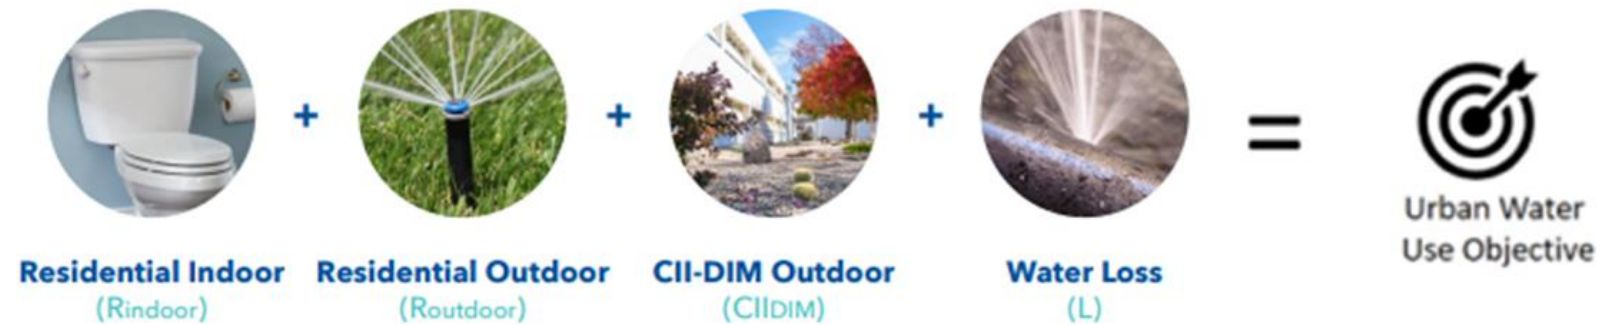 + + + =
Residential Indoor
(Rindoor)
Residential Outdoor
(Routdoor)
CII-DIM Outdoor
(CIIDIM)
Water Loss
(L)
Urban Water
Use Objective